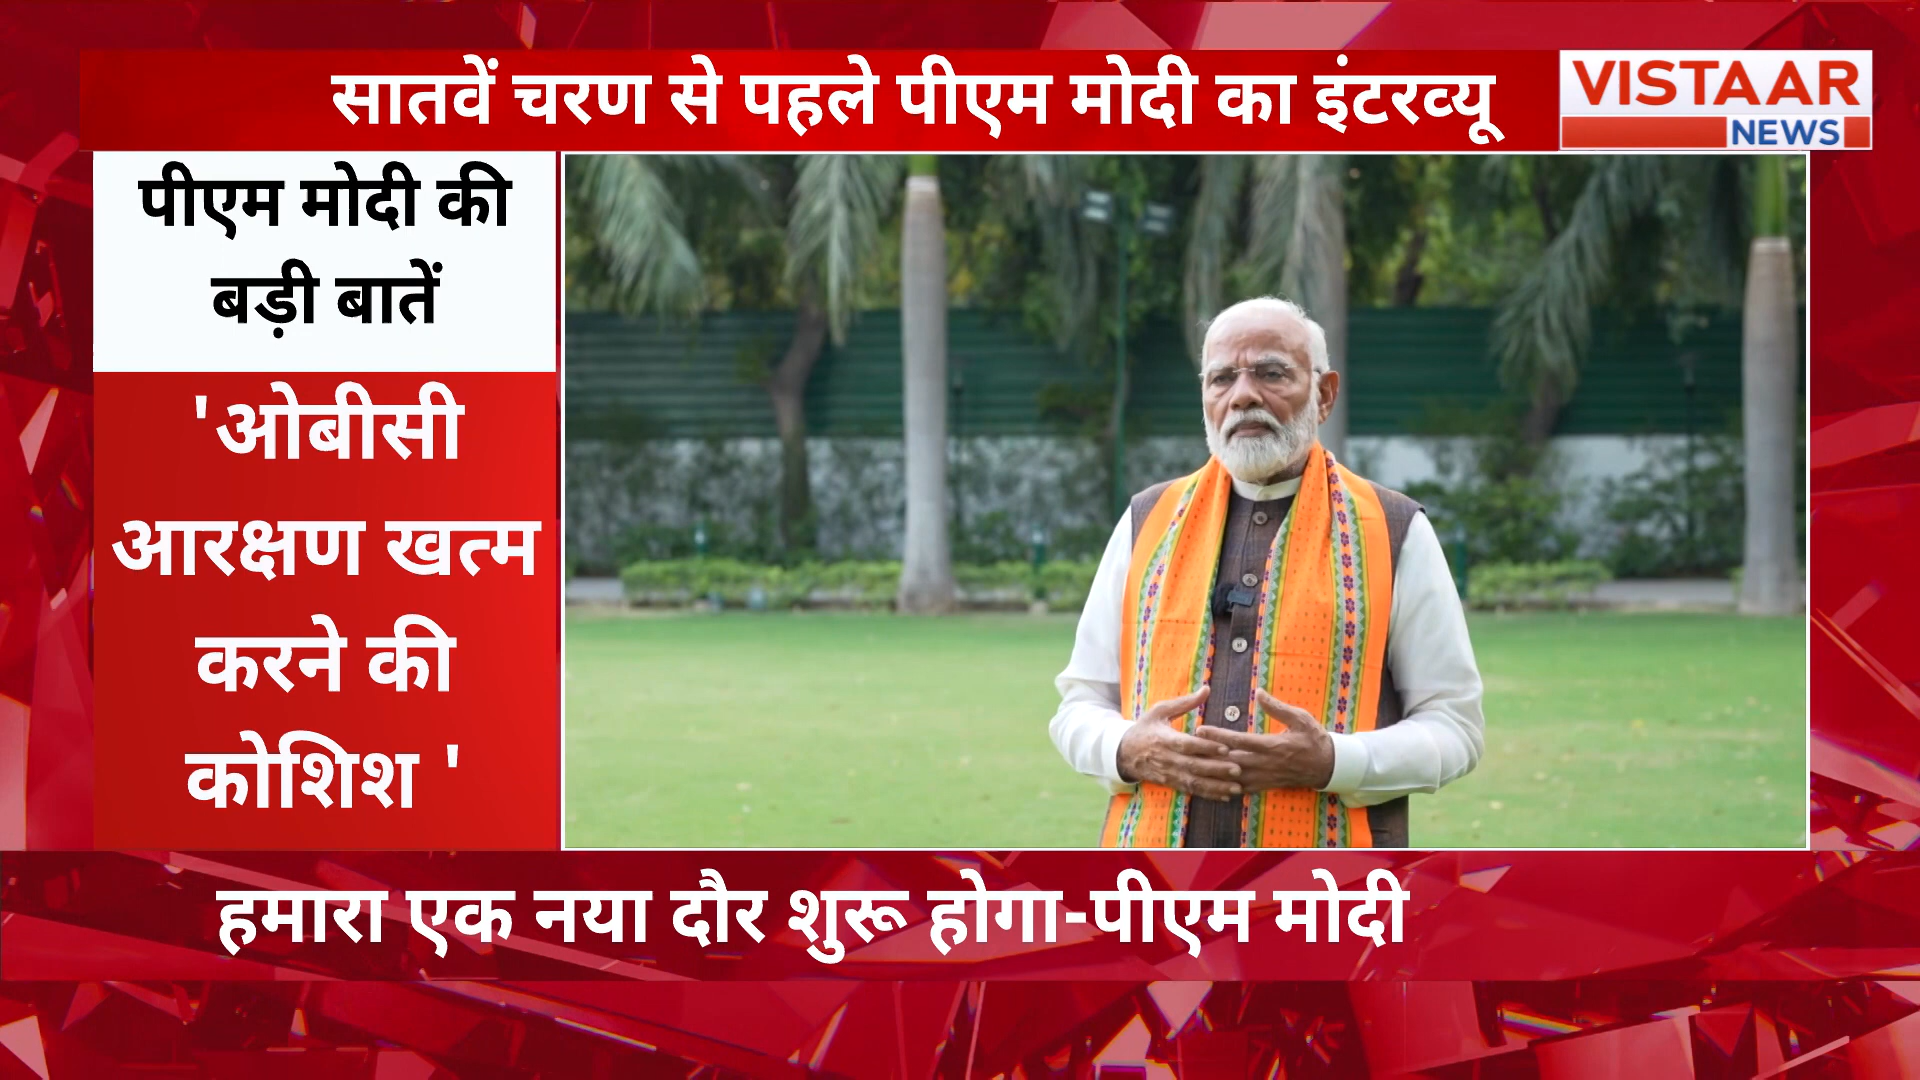 सातवें चरण से पहले पीएम मोदी का इंटरव्यू
VISTAAR
NEWS
पीएम मोदी की
बड़ी बातें
'ओबीसी
आरक्षण खत्म
करने की
कोशिश '
हमारा एक नया दौर शुरू होगा-पीएम मोदी